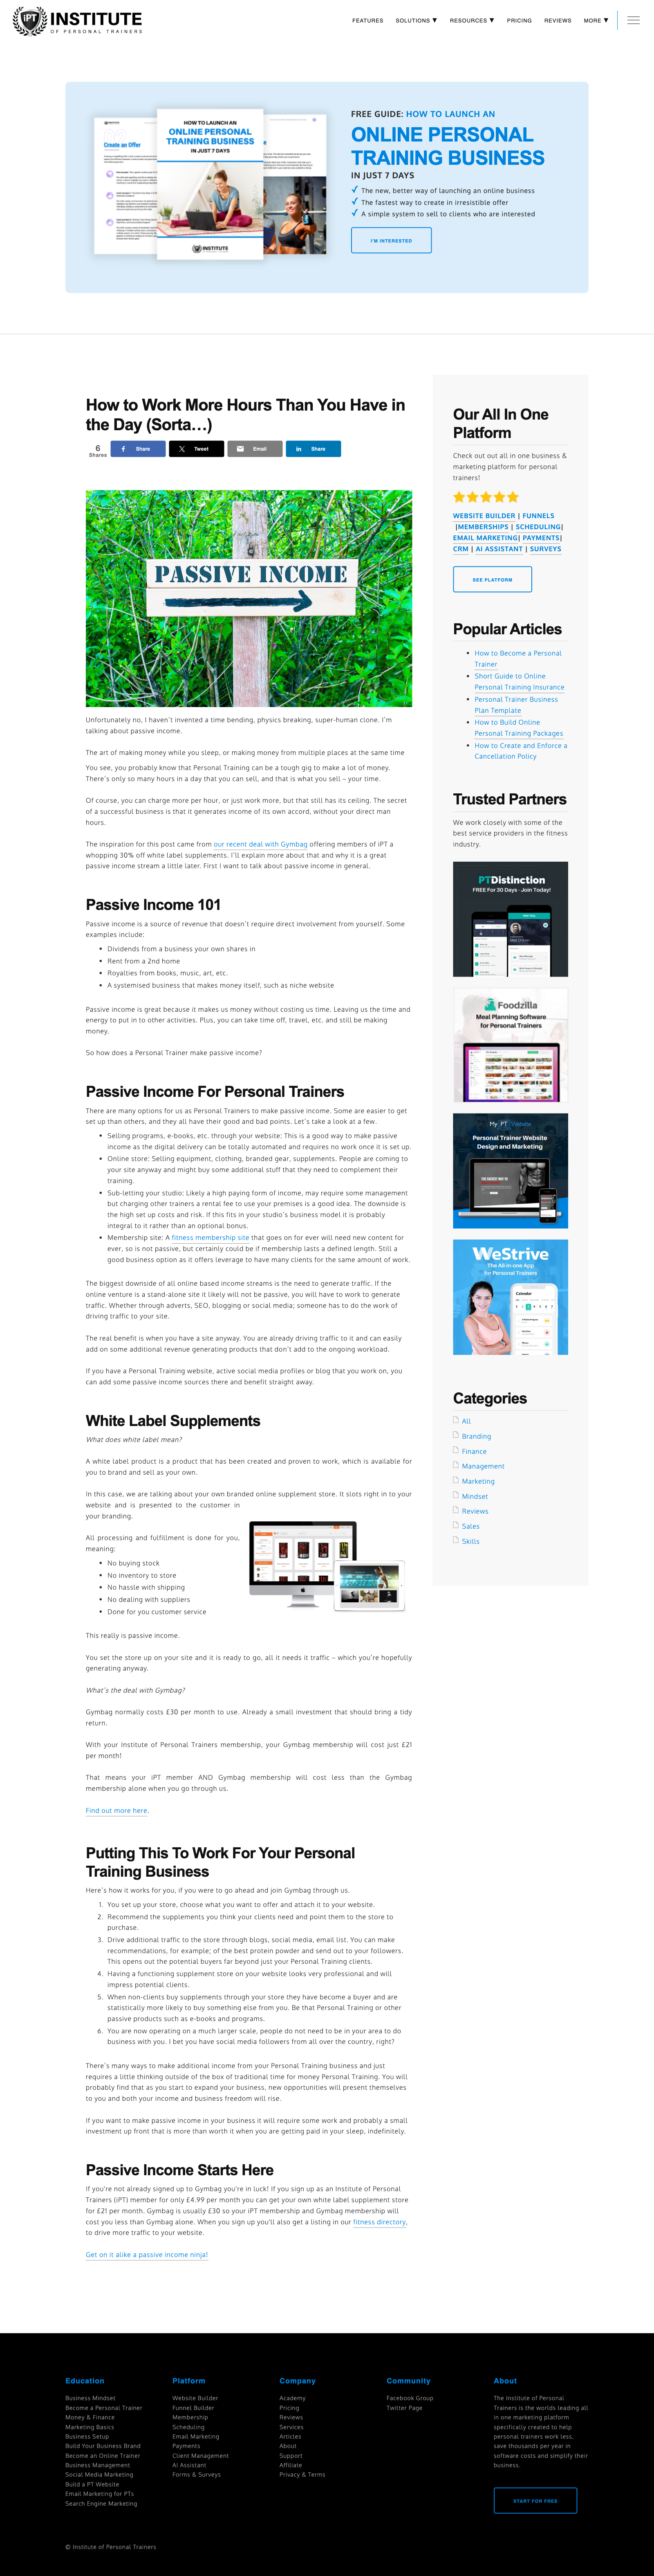 IPT INSTITUTE
OF PERSONAL TRAINERS
FEATURES SOLUTIONS ▼ RESOURCES ▼ PRICING REVIEWS MORE ▼
Create an Offer
HOW TO LAUNCH AN
ONLINE PERSONAL
TRAINING BUSINESS
IN JUST 7 DAYS
INSTITUTE
FREE GUIDE: HOW TO LAUNCH AN
ONLINE PERSONAL
TRAINING BUSINESS
IN JUST 7 DAYS
The new, better way of launching an online business
The fastest way to create in irresistible offer
A simple system to sell to clients who are interested
I'M INTERESTED
How to Work More Hours Than You Have in
the Day (Sorta…)
6
Shares
Share
Tweet
Email
Share
PASSIVE INCOME
Unfortunately no, I haven't invented a time bending, physics breaking, super-human clone. I'm
talking about passive income.
The art of making money while you sleep, or making money from multiple places at the same time
You see, you probably know that Personal Training can be a tough gig to make a lot of money.
There's only so many hours in a day that you can sell, and that is what you sell – your time.
Of course, you can charge more per hour, or just work more, but that still has its ceiling. The secret
of a successful business is that it generates income of its own accord, without your direct man
hours.
The inspiration for this post came from our recent deal with Gymbag offering members of iPT a
whopping 30% off white label supplements. I'll explain more about that and why it is a great
passive income stream a little later. First I want to talk about passive income in general.
Passive Income 101
Passive income is a source of revenue that doesn't require direct involvement from yourself. Some
examples include:
• Dividends from a business your own shares in
• Rent from a 2nd home
• Royalties from books, music, art, etc.
• A systemised business that makes money itself, such as niche website
Passive income is great because it makes us money without costing us time. Leaving us the time and
energy to put in to other activities. Plus, you can take time off, travel, etc. and still be making
money.
So how does a Personal Trainer make passive income?
Passive Income For Personal Trainers
There are many options for us as Personal Trainers to make passive income. Some are easier to get
set up than others, and they all have their good and bad points. Let's take a look at a few.
• Selling programs, e-books, etc. through your website: This is a good way to make passive
income as the digital delivery can be totally automated and requires no work once it is set up.
• Online store: Selling equipment, clothing, branded gear, supplements. People are coming to
your site anyway and might buy some additional stuff that they need to complement their
training.
• Sub-letting your studio: Likely a high paying form of income, may require some management
but charging other trainers a rental fee to use your premises is a good idea. The downside is
the high set up costs and risk. If this fits in your studio's business model it is probably
integral to it rather than an optional bonus.
• Membership site: A fitness membership site that goes on for ever will need new content for
ever, so is not passive, but certainly could be if membership lasts a defined length. Still a
good business option as it offers leverage to have many clients for the same amount of work.
The biggest downside of all online based income streams is the need to generate traffic. If the
online venture is a stand-alone site it likely will not be passive, you will have to work to generate
traffic. Whether through adverts, SEO, blogging or social media; someone has to do the work of
driving traffic to your site.
The real benefit is when you have a site anyway. You are already driving traffic to it and can easily
add on some additional revenue generating products that don't add to the ongoing workload.
If you have a Personal Training website, active social media profiles or blog that you work on, you
can add some passive income sources there and benefit straight away.
White Label Supplements
What does white label mean?
A white label product is a product that has been created and proven to work, which is available for
you to brand and sell as your own.
In this case, we are talking about your own branded online supplement store. It slots right in to your
website and is presented to the customer in
your branding.
All processing and fulfillment is done for you,
meaning:
• No buying stock
• No inventory to store
• No hassle with shipping
• No dealing with suppliers
• Done for you customer service
This really is passive income.
You set the store up on your site and it is ready to go, all it needs it traffic – which you're hopefully
generating anyway.
What's the deal with Gymbag?
Gymbag normally costs £30 per month to use. Already a small investment that should bring a tidy
return.
With your Institute of Personal Trainers membership, your Gymbag membership will cost just £21
per month!
That means your iPT member AND Gymbag membership will cost less than the Gymbag
membership alone when you go through us.
Find out more here.
Putting This To Work For Your Personal
Training Business
Here's how it works for you, if you were to go ahead and join Gymbag through us.
1. You set up your store, choose what you want to offer and attach it to your website.
2. Recommend the supplements you think your clients need and point them to the store to
purchase.
3. Drive additional traffic to the store through blogs, social media, email list. You can make
recommendations, for example; of the best protein powder and send out to your followers.
This opens out the potential buyers far beyond just your Personal Training clients.
4. Having a functioning supplement store on your website looks very professional and will
impress potential clients.
5. When non-clients buy supplements through your store they have become a buyer and are
statistically more likely to buy something else from you. Be that Personal Training or other
passive products such as e-books and programs.
6. You are now operating on a much larger scale, people do not need to be in your area to do
business with you. I bet you have social media followers from all over the country, right?
There's many ways to make additional income from your Personal Training business and just
requires a little thinking outside of the box of traditional time for money Personal Training. You will
probably find that as you start to expand your business, new opportunities will present themselves
to you and both your income and business freedom will rise.
If you want to make passive income in your business it will require some work and probably a small
investment up front that is more than worth it when you are getting paid in your sleep, indefinitely.
Passive Income Starts Here
If you're not already signed up to Gymbag you're in luck! If you sign up as an Institute of Personal
Trainers (iPT) member for only £4.99 per month you can get your own white label supplement store
for £21 per month. Gymbag is usually £30 so your iPT membership and Gymbag membership will
cost you less than Gymbag alone. When you sign up you'll also get a listing in our fitness directory,
to drive more traffic to your website.
Get on it alike a passive income ninja!
Our All In One
Platform
Check out out all in one business &
marketing platform for personal
trainers!
WEBSITE BUILDER | FUNNELS
|MEMBERSHIPS | SCHEDULING|
EMAIL MARKETING| PAYMENTS|
CRM | AI ASSISTANT | SURVEYS
SEE PLATFORM
Popular Articles
• How to Become a Personal
Trainer
• Short Guide to Online
Personal Training Insurance
• Personal Trainer Business
Plan Template
• How to Build Online
Personal Training Packages
• How to Create and Enforce a
Cancellation Policy
Trusted Partners
We work closely with some of the
best service providers in the fitness
industry.
PTDistinction
FREE For 30 Days - Join Today!
Foodzilla
Meal Planning Software
for Personal Trainers
My PT Website
Personal Trainer Website
Design and Marketing
WeStrive
The All-in-one App
for Personal Trainers
Calendar
Categories
All
Branding
Finance
Management
Marketing
Mindset
Reviews
Sales
Skills
Education
Business Mindset
Become a Personal Trainer
Money & Finance
Marketing Basics
Business Setup
Build Your Business Brand
Become an Online Trainer
Business Management
Social Media Marketing
Build a PT Website
Email Marketing for PTs
Search Engine Marketing
Platform
Website Builder
Funnel Builder
Membership
Scheduling
Email Marketing
Payments
Client Management
AI Assistant
Forms & Surveys
Company
Academy
Pricing
Reviews
Services
Articles
About
Support
Affiliate
Privacy & Terms
Community
Facebook Group
Twitter Page
About
The Institute of Personal
Trainers is the worlds leading all
in one marketing platform
specifically created to help
personal trainers work less,
save thousands per year in
software costs and simplify their
business.
START FOR FREE
© Institute of Personal Trainers